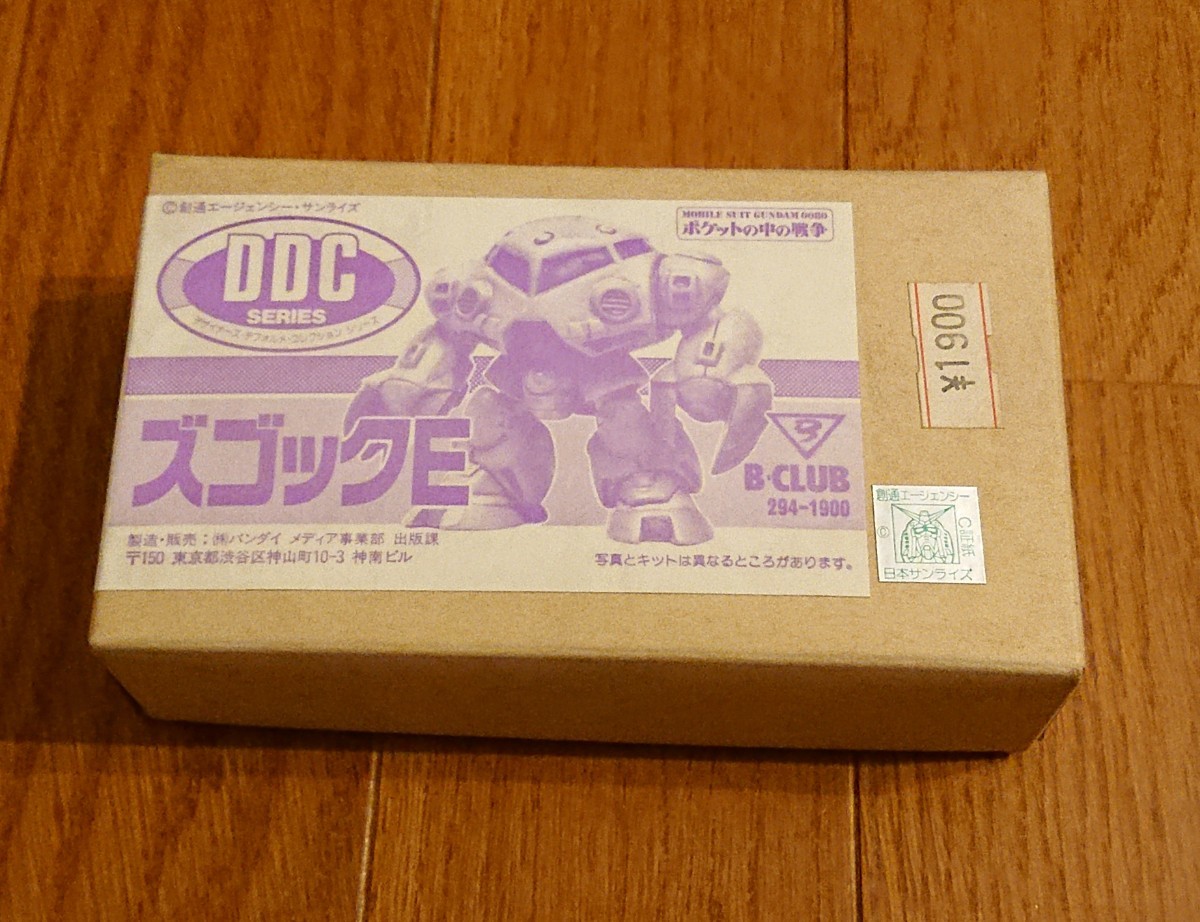 ©創通エージェンシー・サンライズ
DDC
SERIES
デザイナーズ・デフォルト・コレクション シリーズ
MOBILE SUIT GUNDAM 0080
ポケットの中の戦争
ズゴックE
B-CLUB
294-1900
製造・販売：㈱バンダイ メディア事業部 出版課
〒150 東京都渋谷区神山町10-3 神南ビル
写真とキットは異なるところがあります。
¥1900
創通エージェンシー
©
C証紙
日本サンライズ